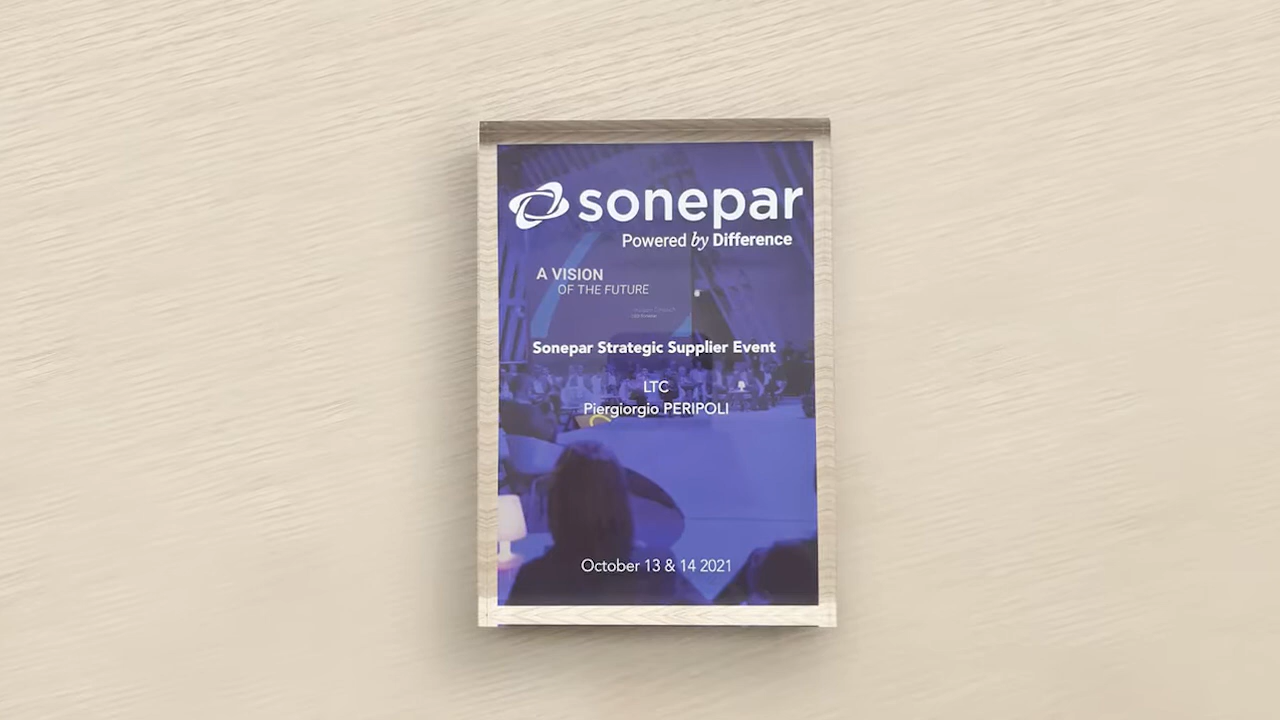 sonepar
Powered by Difference
A VISION
OF THE FUTURE
Sonepar Strategic Supplier Event
LTC
Piergiorgio PERIPOLI
October 13 & 14 2021